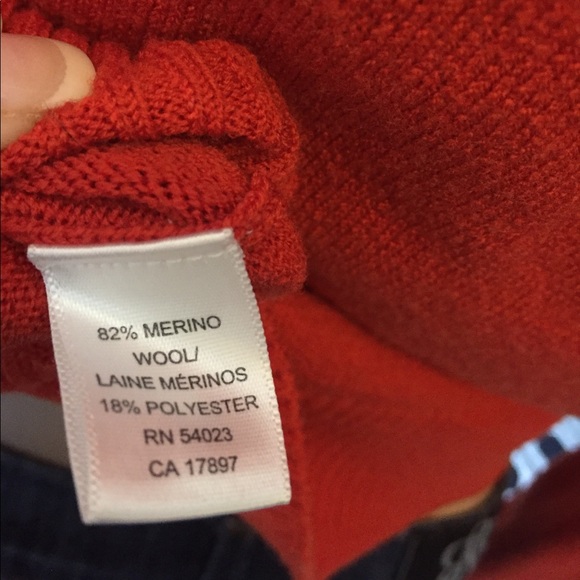 82% MERINO
WOOL/
LAINE MÉRINOS
18% POLYESTER
RN 54023
CA 17897